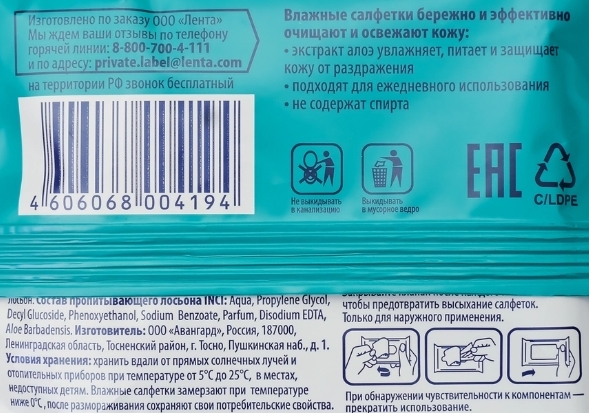 Изготовлено по заказу ООО «Лента»
Мы ждем ваши отзывы по телефону
горячей линии: 8-800-700-4-111
и по адресу: private.label@lenta.com
на территории РФ звонок бесплатный
4 606068 004194
Влажные салфетки бережно и эффективно
очищают и освежают кожу:
• экстракт алоэ увлажняет, питает и защищает
кожу от раздражения
• подходят для ежедневного использования
• не содержат спирта
Не выкидывать
в канализацию
Выкидывать
в мусорное ведро
EAC
C/LDPE
лосьон. Состав пропитывающего лосьона INCI: Aqua, Propylene Glycol,
Decyl Glucoside, Phenoxyethanol, Sodium Benzoate, Parfum, Disodium EDTA,
Aloe Barbadensis. Изготовитель: ООО «Авангард», Россия, 187000,
Ленинградская область, Тосненский район, г. Тосно, Пушкинская наб., д. 1.
Условия хранения: хранить вдали от прямых солнечных лучей и
отопительных приборов при температуре от 5°С до 25°С, в местах,
недоступных детям. Влажные салфетки замерзают при температуре
ниже 0°С, после размораживания сохраняют свои потребительские свойства.
чтобы предотвратить высыхание салфеток.
Только для наружного применения.
При обнаружении чувствительности к компонентам —
прекратить использование.